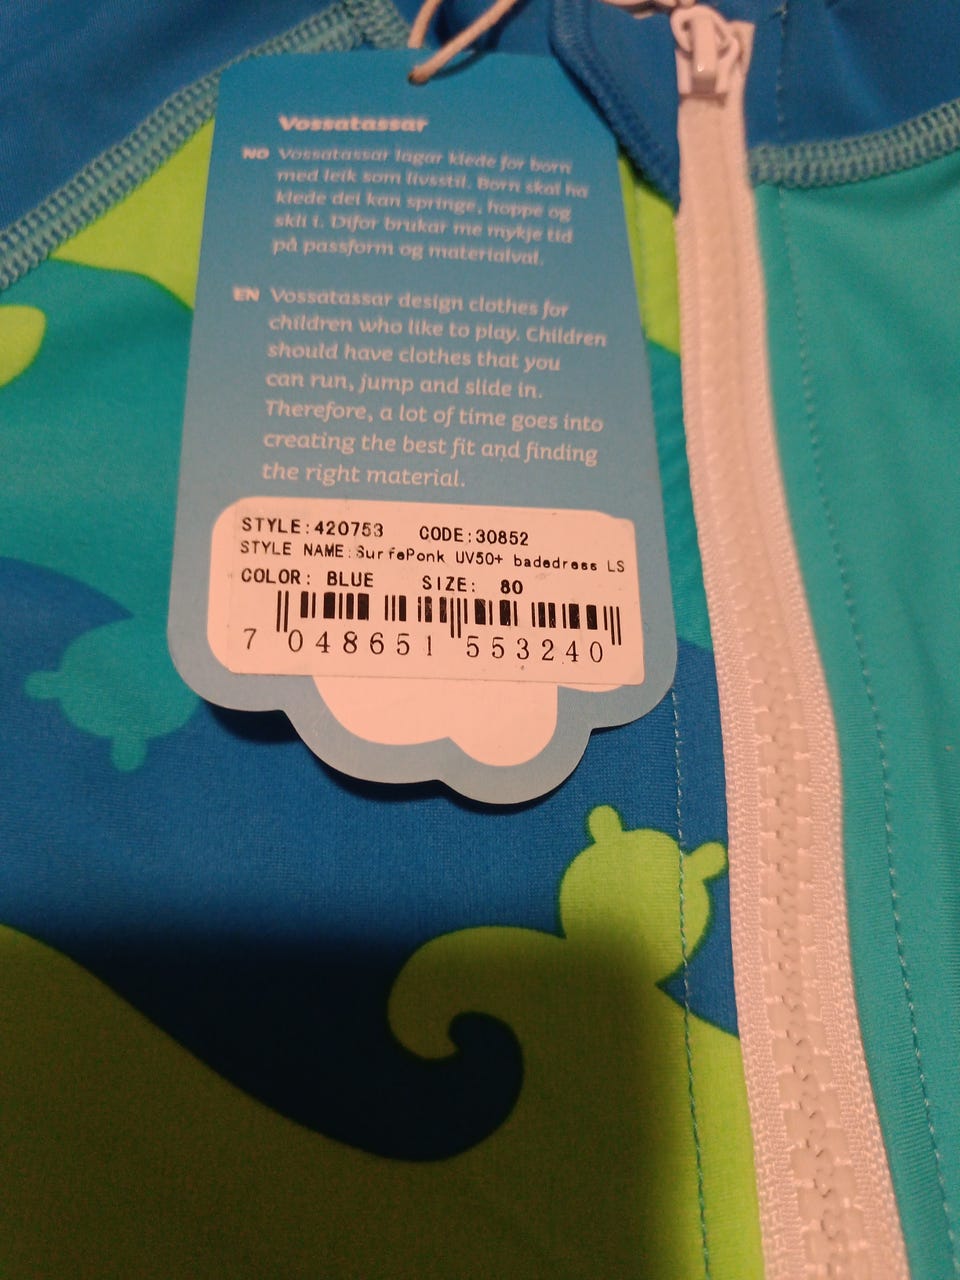 Vossatassar
NO Vossatassar lagar klede for born
med leik som livsstil. Born skal ha
klede dei kan springe, hoppe og
skli i. Difor brukar me mykje tid
på passform og materialval.
EN Vossatassar design clothes for
children who like to play. Children
should have clothes that you
can run, jump and slide in.
Therefore, a lot of time goes into
creating the best fit and finding
the right material.
STYLE:420753 CODE:30852
STYLE NAME:SurfePonk UV50+ badedress LS
COLOR: BLUE SIZE: 80
7 048651 553240